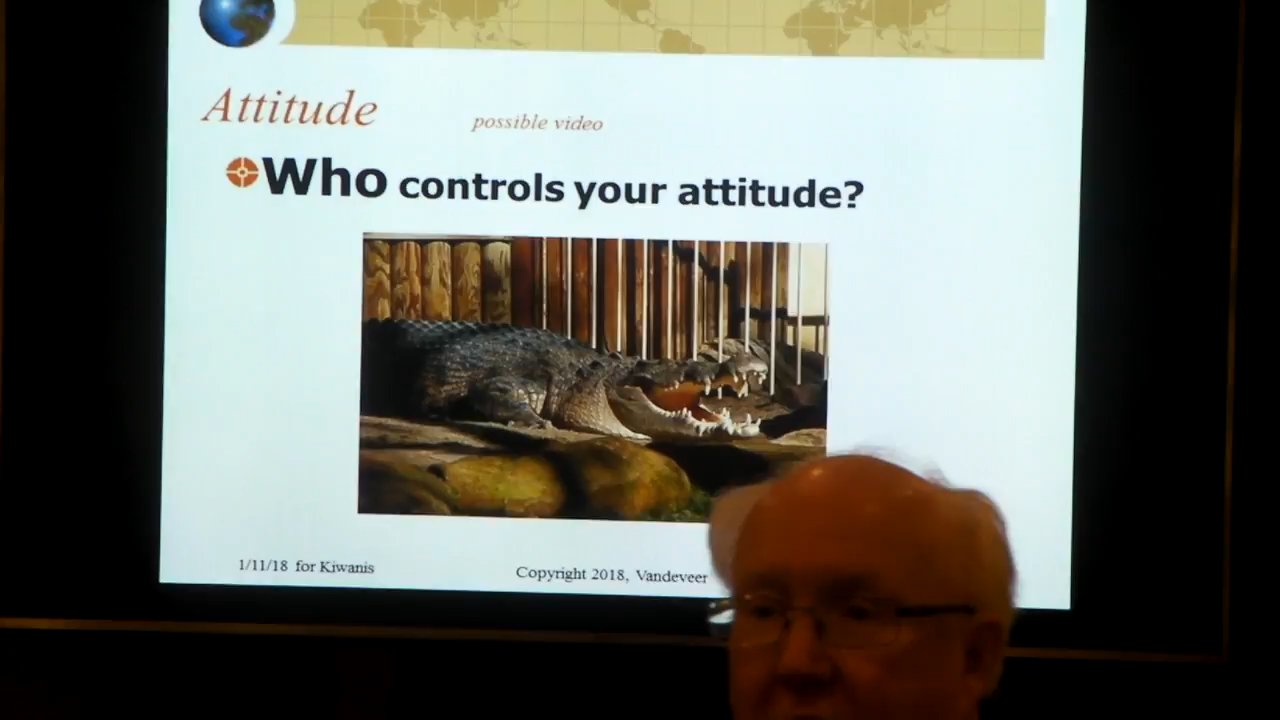 Attitude
possible video
Who controls your attitude?
1/11/18 for Kiwanis
Copyright 2018, Vandeveer